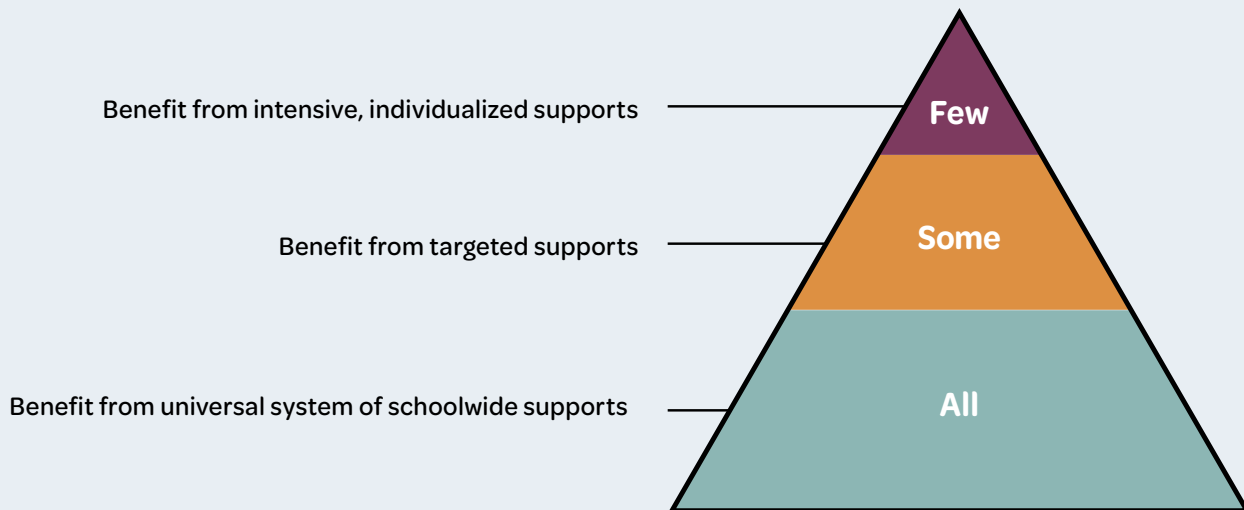 Benefit from intensive, individualized supports
Few
Benefit from targeted supports
Some
Benefit from universal system of schoolwide supports
All